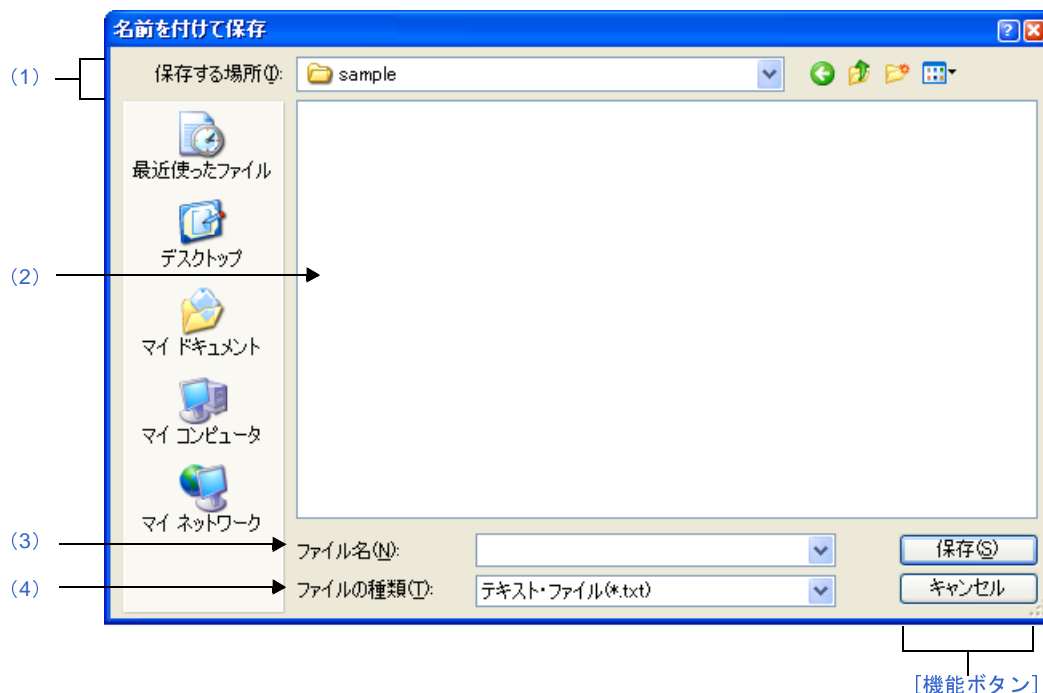 名前を付けて保存
(1)
保存する場所(I):
sample
最近使ったファイル
デスクトップ
(2)
マイ ドキュメント
マイ コンピュータ
マイ ネットワーク
(3)
ファイル名(N):
保存(S)
(4)
ファイルの種類(T):
テキスト・ファイル(*.txt)
キャンセル
[機能ボタン]